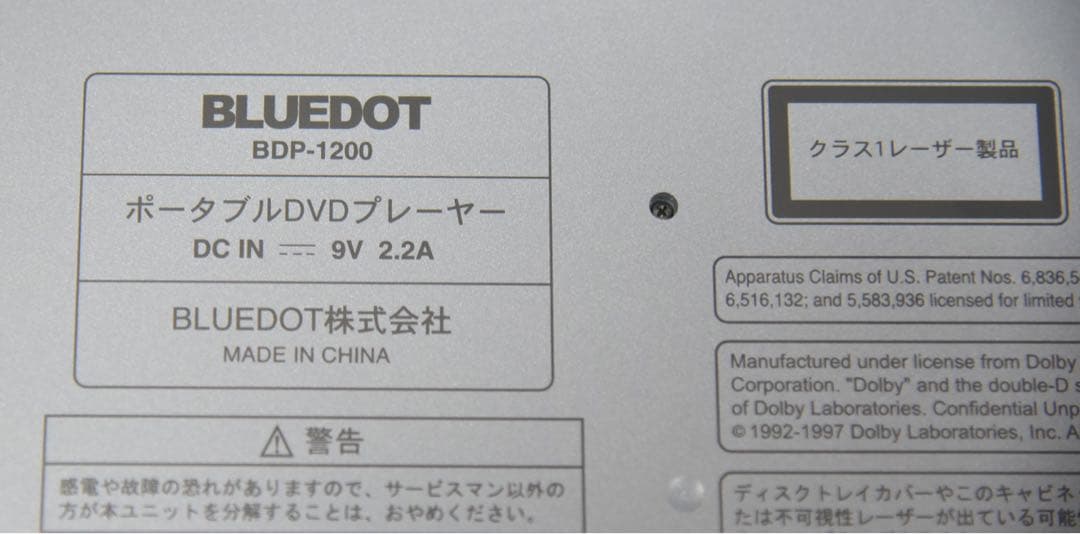 BLUEDOT
BDP-1200
ポータブルDVDプレーヤー
DC IN ⎓ 9V 2.2A
BLUEDOT株式会社
MADE IN CHINA
⚠ 警告
感電や故障の恐れがありますので、サービスマン以外の
方が本ユニットを分解することは、おやめください。
クラス1レーザー製品
Apparatus Claims of U.S. Patent Nos. 6,836,5
6,516,132; and 5,583,936 licensed for limited
Manufactured under license from Dolby
Corporation. "Dolby" and the double-D s
of Dolby Laboratories. Confidential Unp
© 1992-1997 Dolby Laboratories, Inc. A
ディスクトレイカバーやこのキャビネ
たは不可視性レーザーが出ている可能